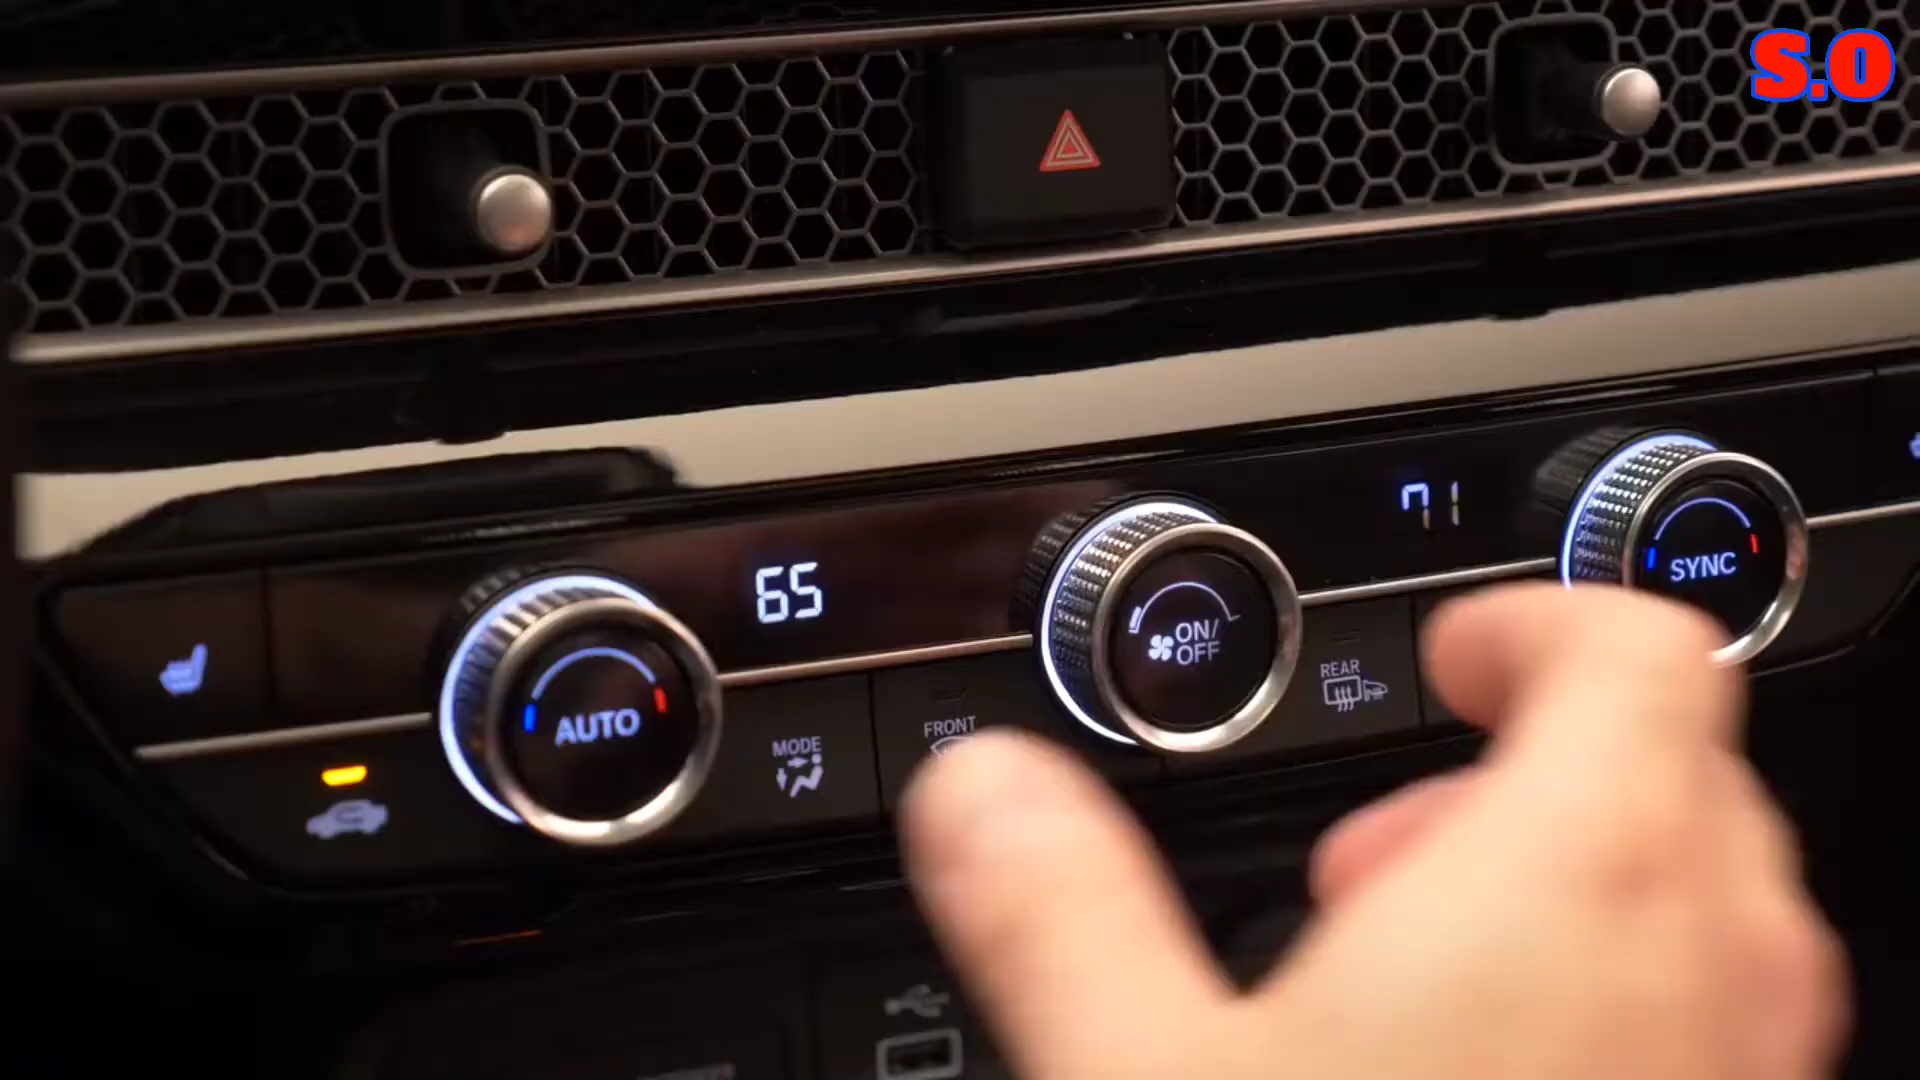 S.O
71
SYNC
65
ON/
OFF
REAR
AUTO
FRONT
MODE